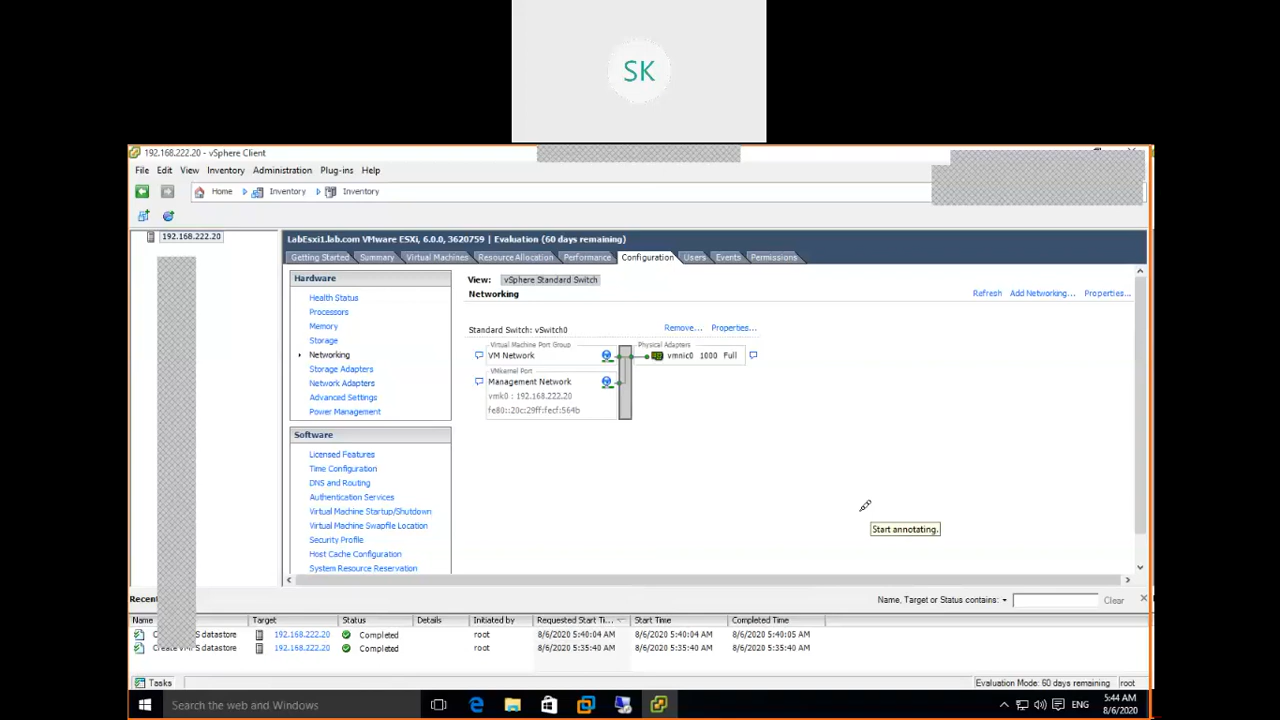 SK
192.168.222.20 - vSphere Client
File Edit View Inventory Administration Plug-ins Help
Home Inventory Inventory
192.168.222.20
LabEsxi1.lab.com VMware ESXi, 6.0.0, 3620759 | Evaluation (60 days remaining)
Getting Started Summary Virtual Machines Resource Allocation Performance Configuration Users Events Permissions
Hardware
Health Status
Processors
Memory
Storage
Networking
Storage Adapters
Network Adapters
Advanced Settings
Power Management
Software
Licensed Features
Time Configuration
DNS and Routing
Authentication Services
Virtual Machine Startup/Shutdown
Virtual Machine Swapfile Location
Security Profile
Host Cache Configuration
System Resource Reservation
View: vSphere Standard Switch
Networking
Refresh Add Networking... Properties...
Standard Switch: vSwitch0 Remove... Properties...
Virtual Machine Port Group
VM Network
Physical Adapters
vmnic0 1000 Full
VMkernel Port
Management Network
vmk0 : 192.168.222.20
fe80::20c:29ff:fecf:564b
Start annotating.
Name, Target or Status contains: Clear
Name Target Status Details Initiated by Requested Start Ti... Start Time Completed Time
datastore 192.168.222.20 Completed root 8/6/2020 5:40:04 AM 8/6/2020 5:40:04 AM 8/6/2020 5:40:05 AM
datastore 192.168.222.20 Completed root 8/6/2020 5:35:40 AM 8/6/2020 5:35:40 AM 8/6/2020 5:35:40 AM
Tasks Evaluation Mode: 60 days remaining root
Search the web and Windows
ENG 5:44 AM
8/6/2020